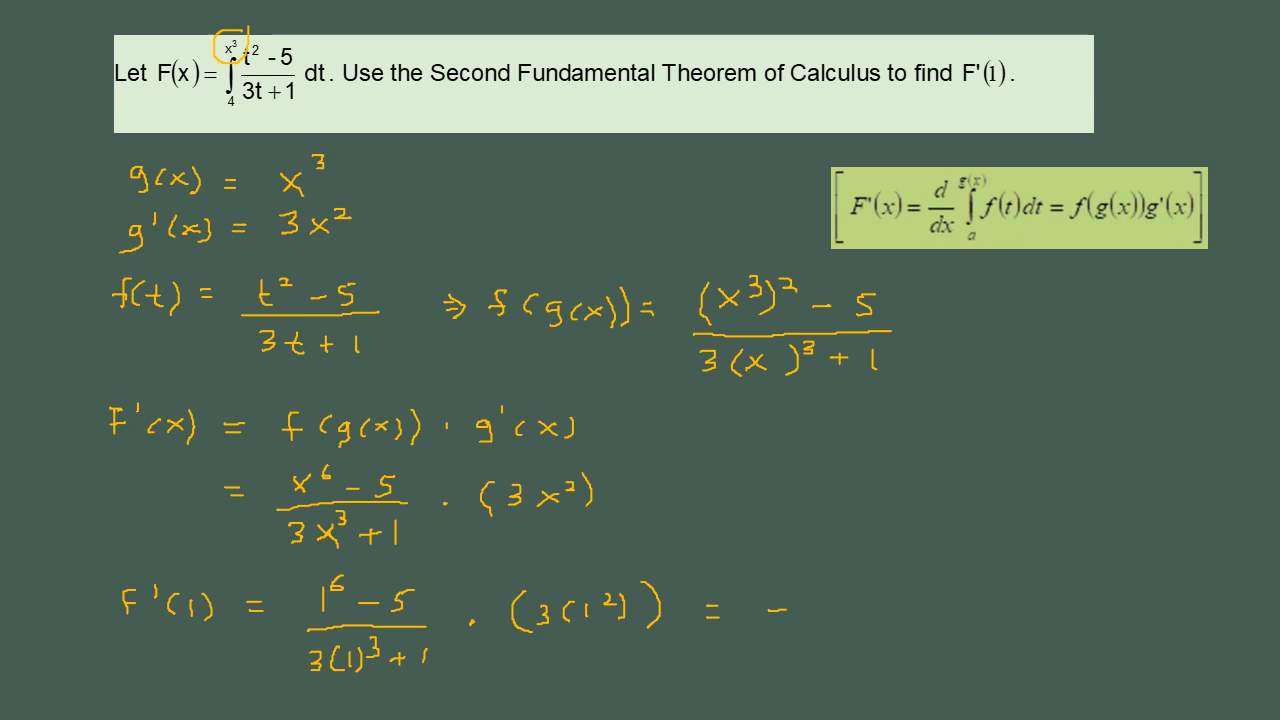 Let F(x) = ∫₄^x³ (t² - 5)/(3t + 1) dt. Use the Second Fundamental Theorem of Calculus to find F'(1).
g(x) = x³
g'(x) = 3x²
[F'(x) = d/dx ∫ₐ^g(x) f(t)dt = f(g(x))g'(x)]
f(t) = (t² - 5)/(3t + 1) ⇒ f(g(x)) = ((x³)² - 5)/(3(x)³ + 1)
F'(x) = f(g(x)) · g'(x)
= (x⁶ - 5)/(3x³ + 1) · (3x²)
F'(1) = (1⁶ - 5)/(3(1)³ + 1) · (3(1²)) = -